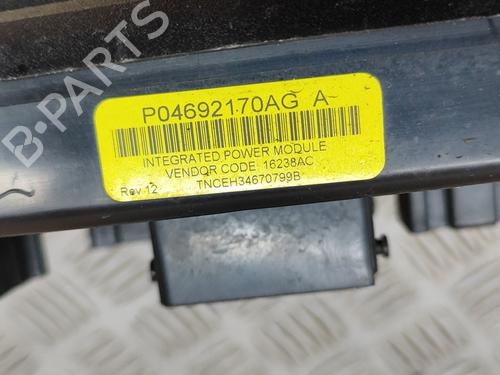 B-PARTS
P04692170AG A
INTEGRATED POWER MODULE
VENDOR CODE: 16238AC
Rev 12 TNCEH34670799B